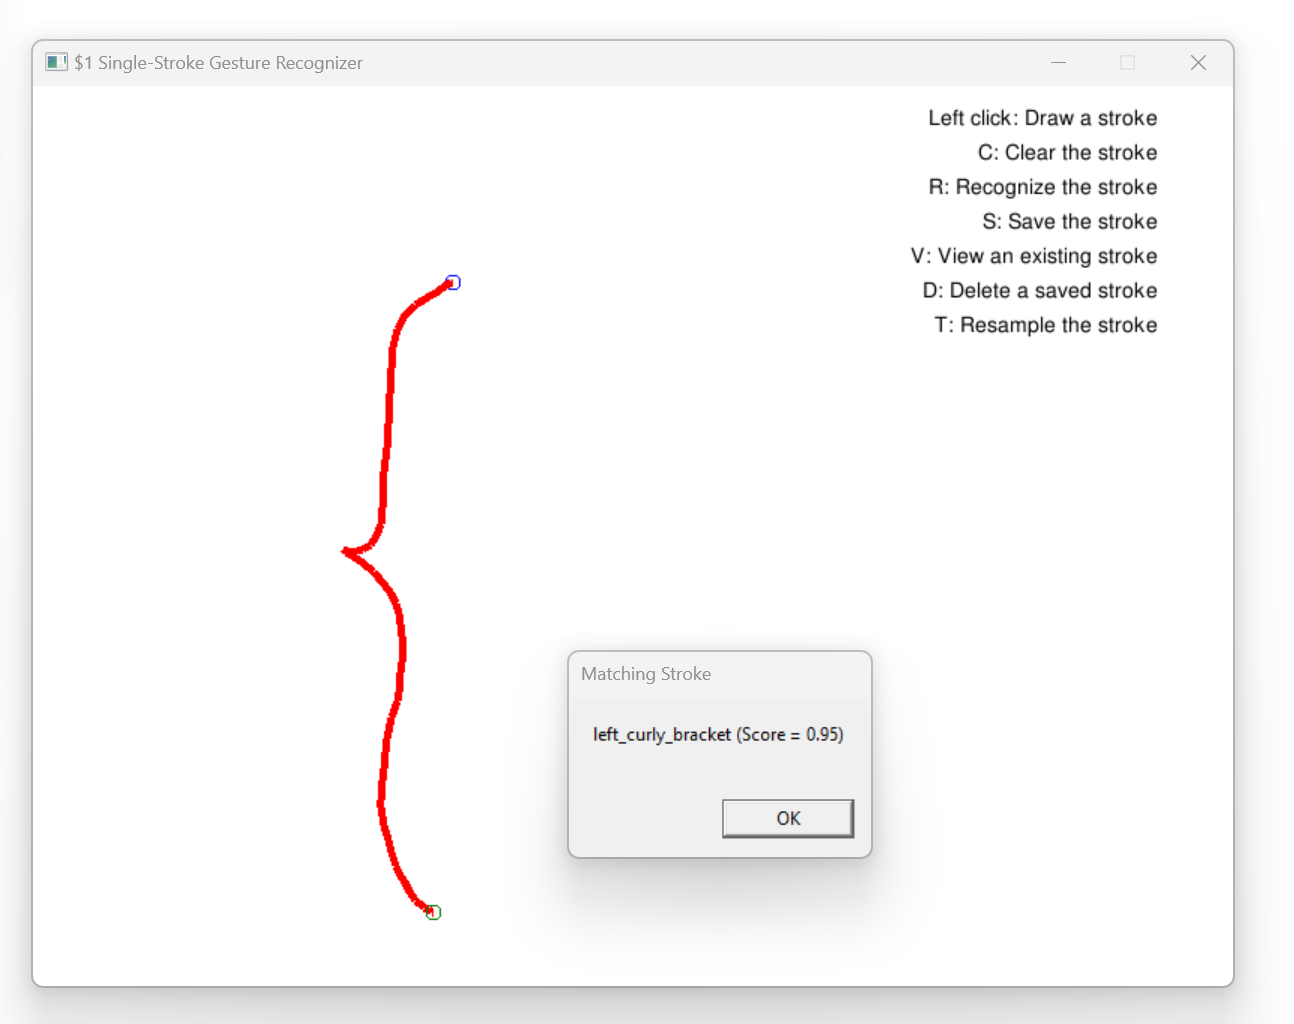 $1 Single-Stroke Gesture Recognizer
Left click: Draw a stroke
C: Clear the stroke
R: Recognize the stroke
S: Save the stroke
V: View an existing stroke
D: Delete a saved stroke
T: Resample the stroke
Matching Stroke
left_curly_bracket (Score = 0.95)
OK